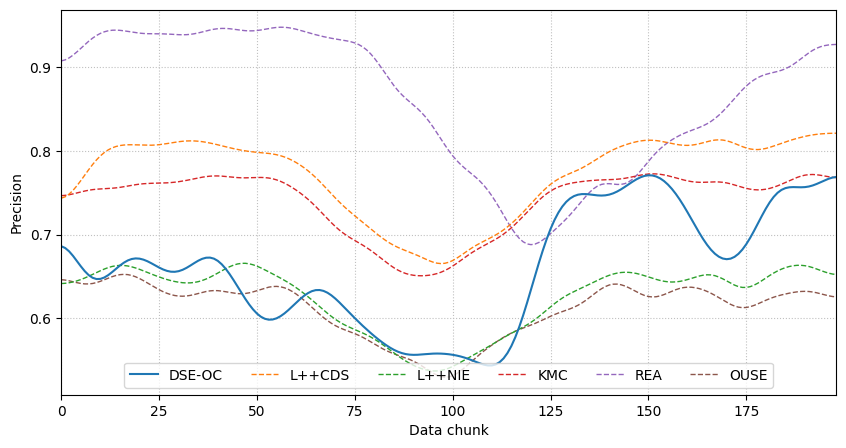 Precision
0.9
0.8
0.7
0.6
DSE-OC L++CDS L++NIE KMC REA OUSE
0 25 50 75 100 125 150 175
Data chunk